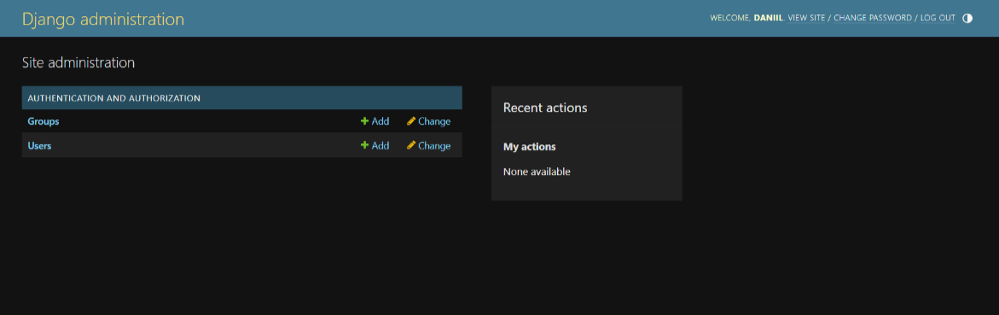 Django administration
WELCOME, DANIIL. VIEW SITE / CHANGE PASSWORD / LOG OUT
Site administration
AUTHENTICATION AND AUTHORIZATION
Groups Add Change
Users Add Change
Recent actions
My actions
None available